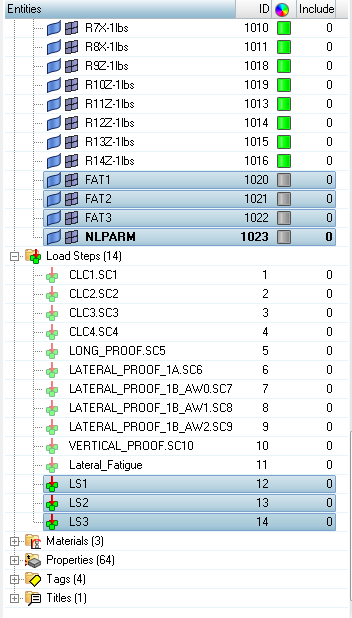 Entities ID Include
R7X-1lbs 1010 0
R8X-1lbs 1011 0
R9Z-1lbs 1018 0
R10Z-1lbs 1019 0
R11Z-1lbs 1013 0
R12Z-1lbs 1014 0
R13Z-1lbs 1015 0
R14Z-1lbs 1016 0
FAT1 1020 0
FAT2 1021 0
FAT3 1022 0
NLPARM 1023 0
Load Steps (14)
CLC1.SC1 1 0
CLC2.SC2 2 0
CLC3.SC3 3 0
CLC4.SC4 4 0
LONG_PROOF.SC5 5 0
LATERAL_PROOF_1A.SC6 6 0
LATERAL_PROOF_1B_AW0.SC7 7 0
LATERAL_PROOF_1B_AW1.SC8 8 0
LATERAL_PROOF_1B_AW2.SC9 9 0
VERTICAL_PROOF.SC10 10 0
Lateral_Fatigue 11 0
LS1 12 0
LS2 13 0
LS3 14 0
Materials (3)
Properties (64)
Tags (4)
Titles (1)